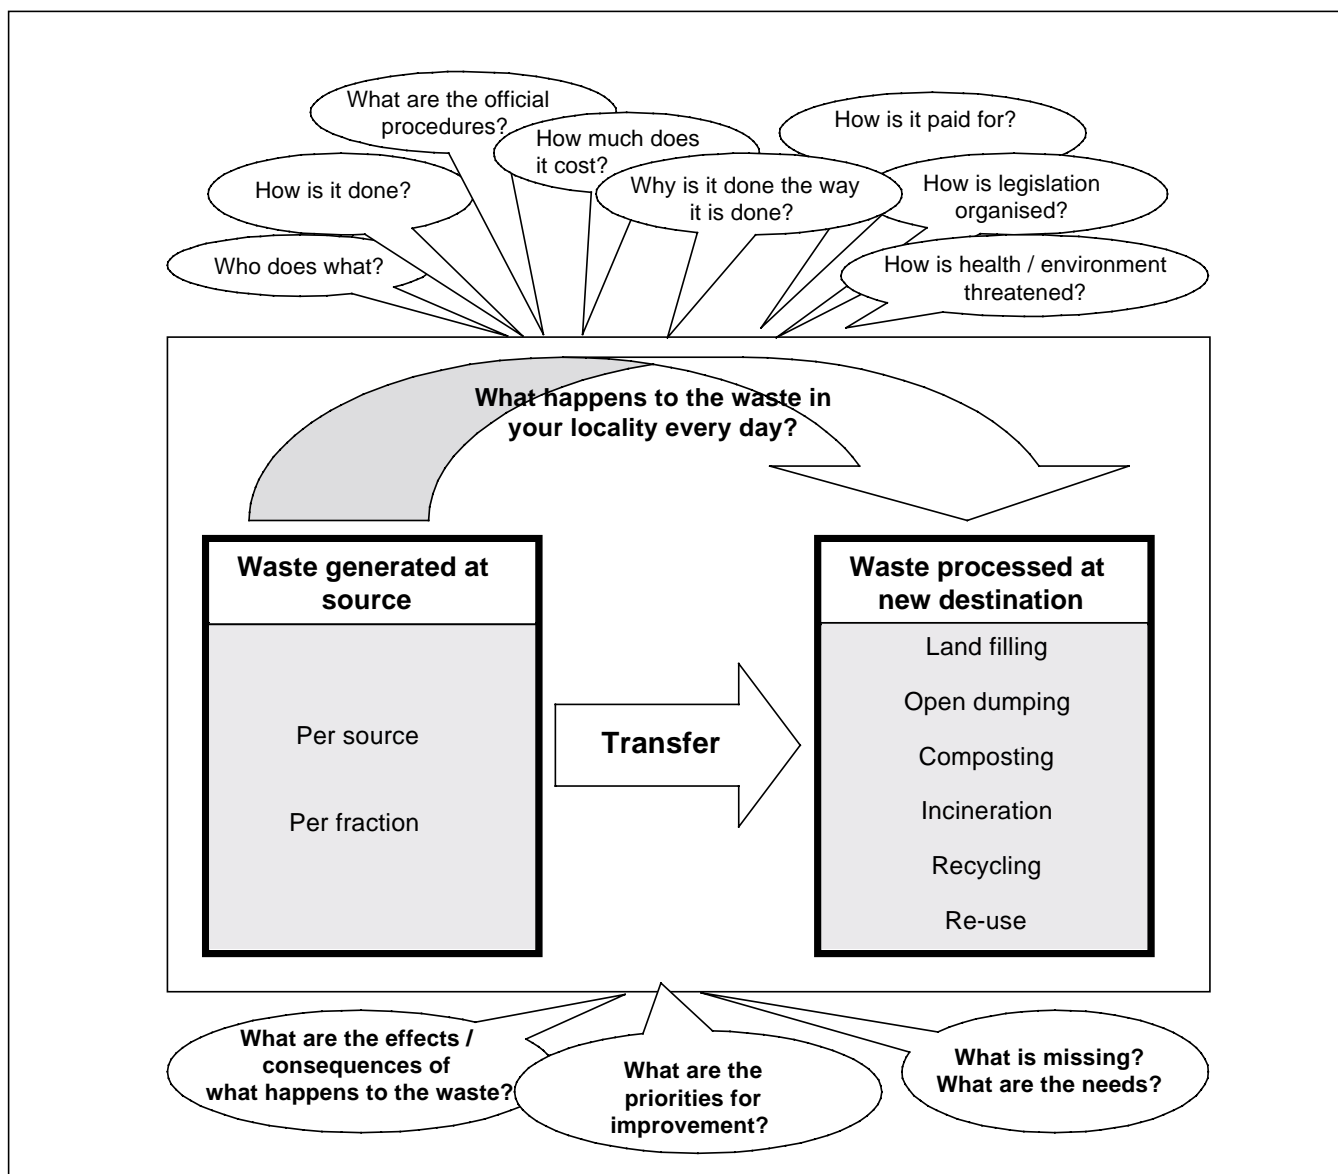 What are the official
procedures?
How is it paid for?
How much does
it cost?
How is it done?
Why is it done the way
it is done?
How is legislation
organised?
Who does what?
How is health / environment
threatened?
What happens to the waste in
your locality every day?
Waste generated at
source
Per source
Per fraction
Transfer
Waste processed at
new destination
Land filling
Open dumping
Composting
Incineration
Recycling
Re-use
What are the effects /
consequences of
what happens to the waste?
What are the
priorities for
improvement?
What is missing?
What are the needs?